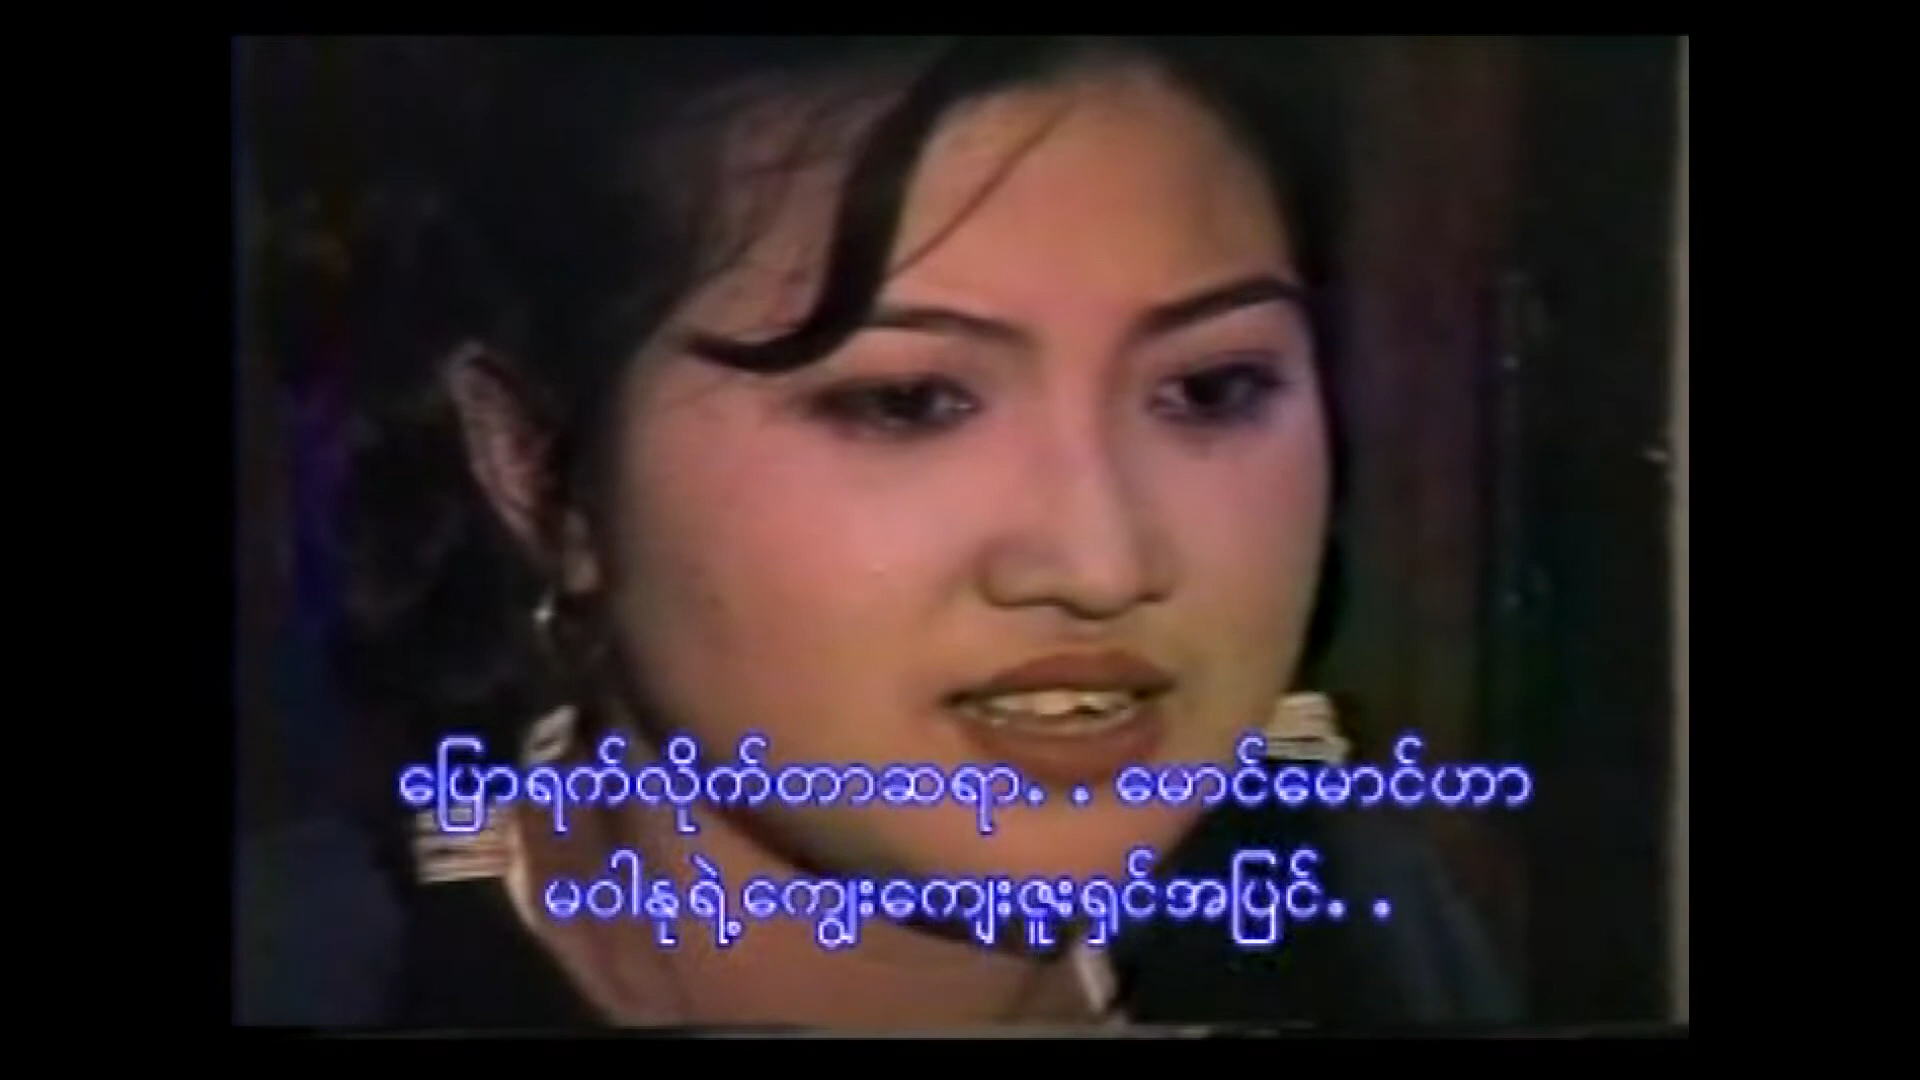 ပြောရက်လိုက်တာဆရာ. . မောင်မောင်ဟာ
မဝါနုရဲ့ကျွေးကျေးဇူးရှင်အပြင်. .